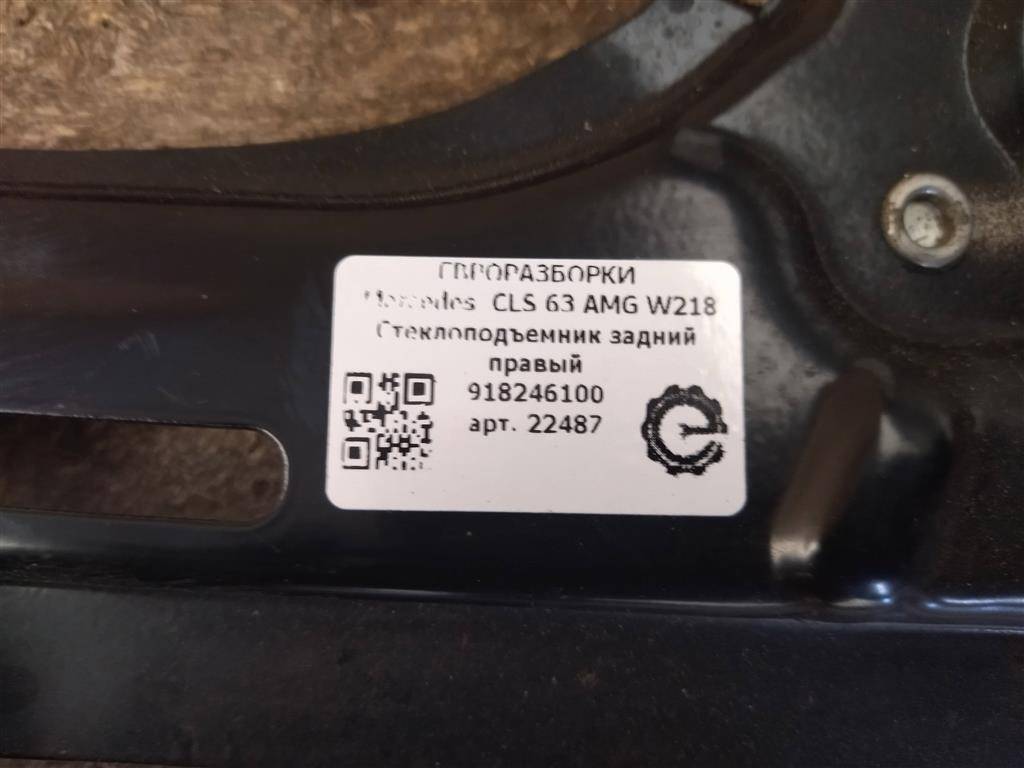 ЕВРОРАЗБОРКИ
Mercedes CLS 63 AMG W218
Стеклоподъемник задний
правый
918246100
арт. 22487